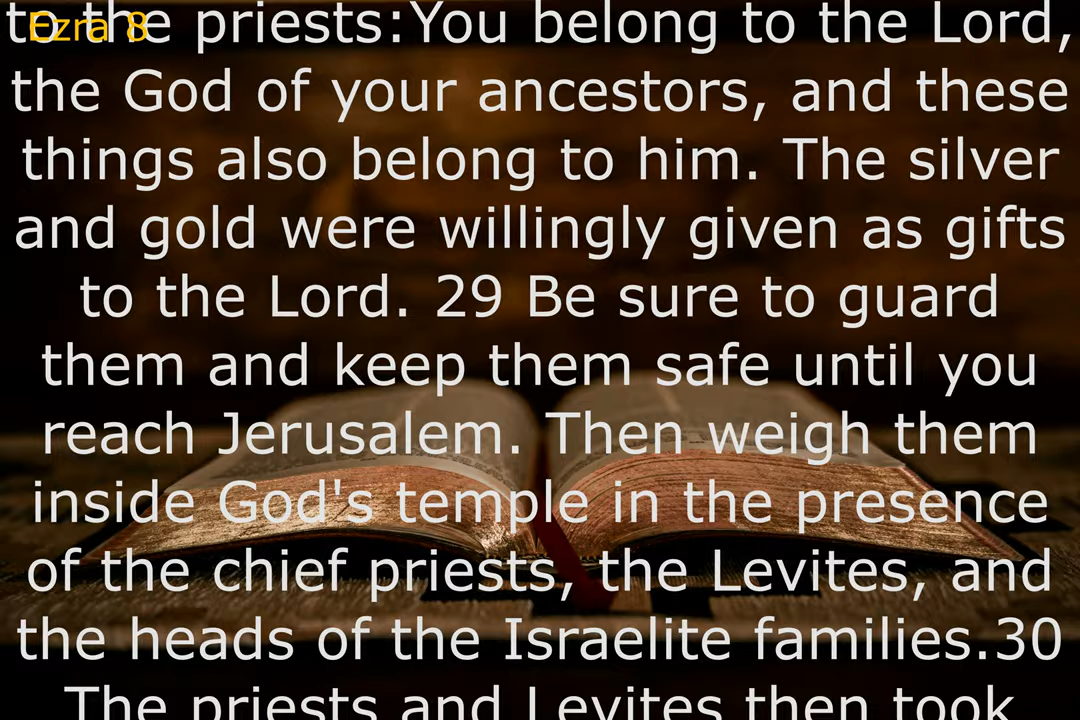 Ezra 8
to the priests:You belong to the Lord,
the God of your ancestors, and these
things also belong to him. The silver
and gold were willingly given as gifts
to the Lord. 29 Be sure to guard
them and keep them safe until you
reach Jerusalem. Then weigh them
inside God's temple in the presence
of the chief priests, the Levites, and
the heads of the Israelite families.30
The priests and Levites then took